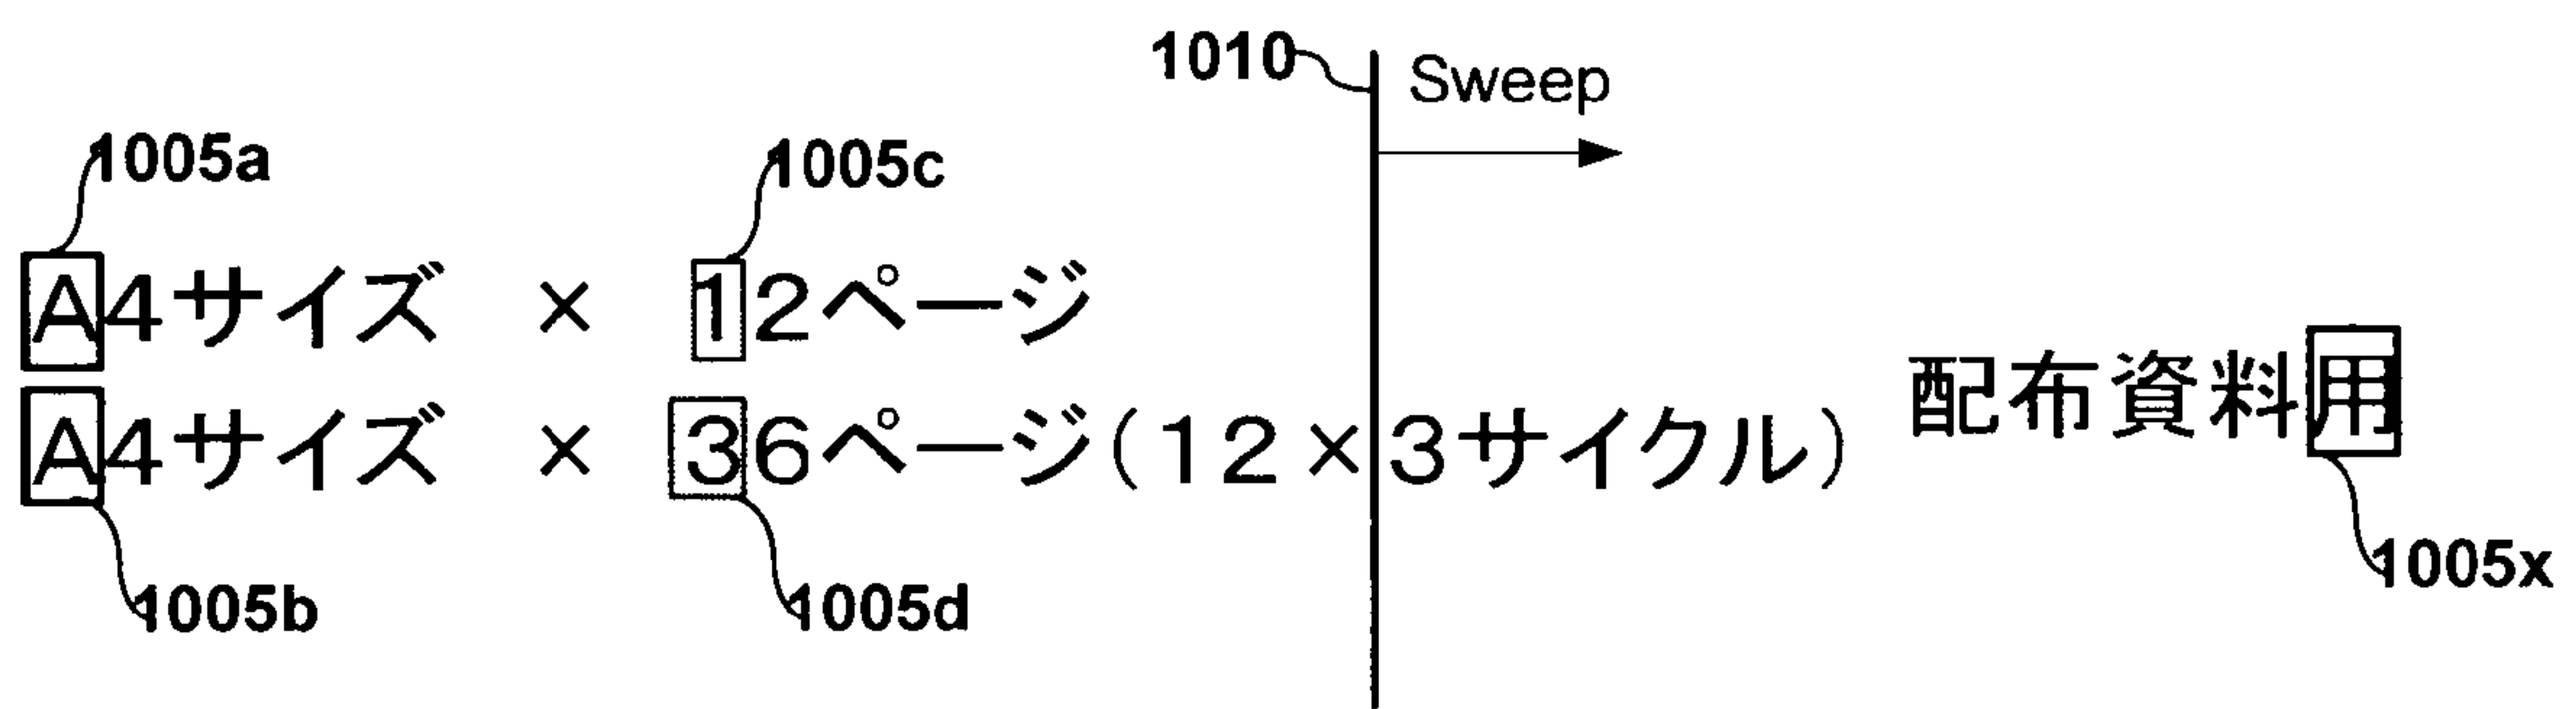 1010 Sweep
1005a 1005c
A4サイズ × 12ページ
A4サイズ × 36ページ(12×3サイクル) 配布資料用
1005b 1005d 1005x